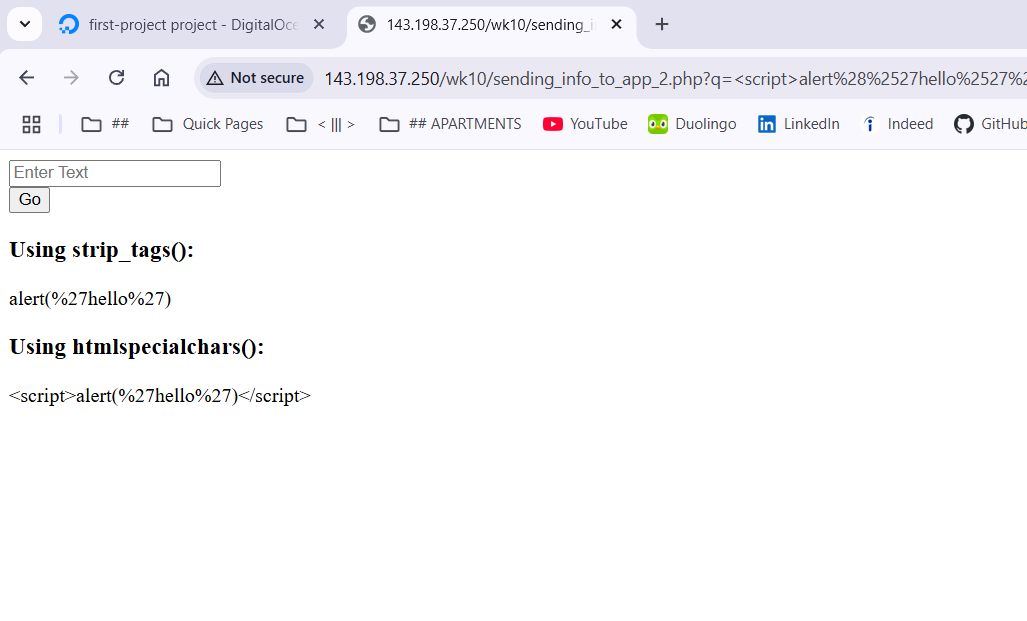 first-project project - DigitalOce
143.198.37.250/wk10/sending_i
Not secure 143.198.37.250/wk10/sending_info_to_app_2.php?q=<script>alert%28%2527hello%2527%2
## Quick Pages < ||| > ## APARTMENTS YouTube Duolingo LinkedIn Indeed GitHub
Enter Text
Go
Using strip_tags():
alert(%27hello%27)
Using htmlspecialchars():
<script>alert(%27hello%27)</script>